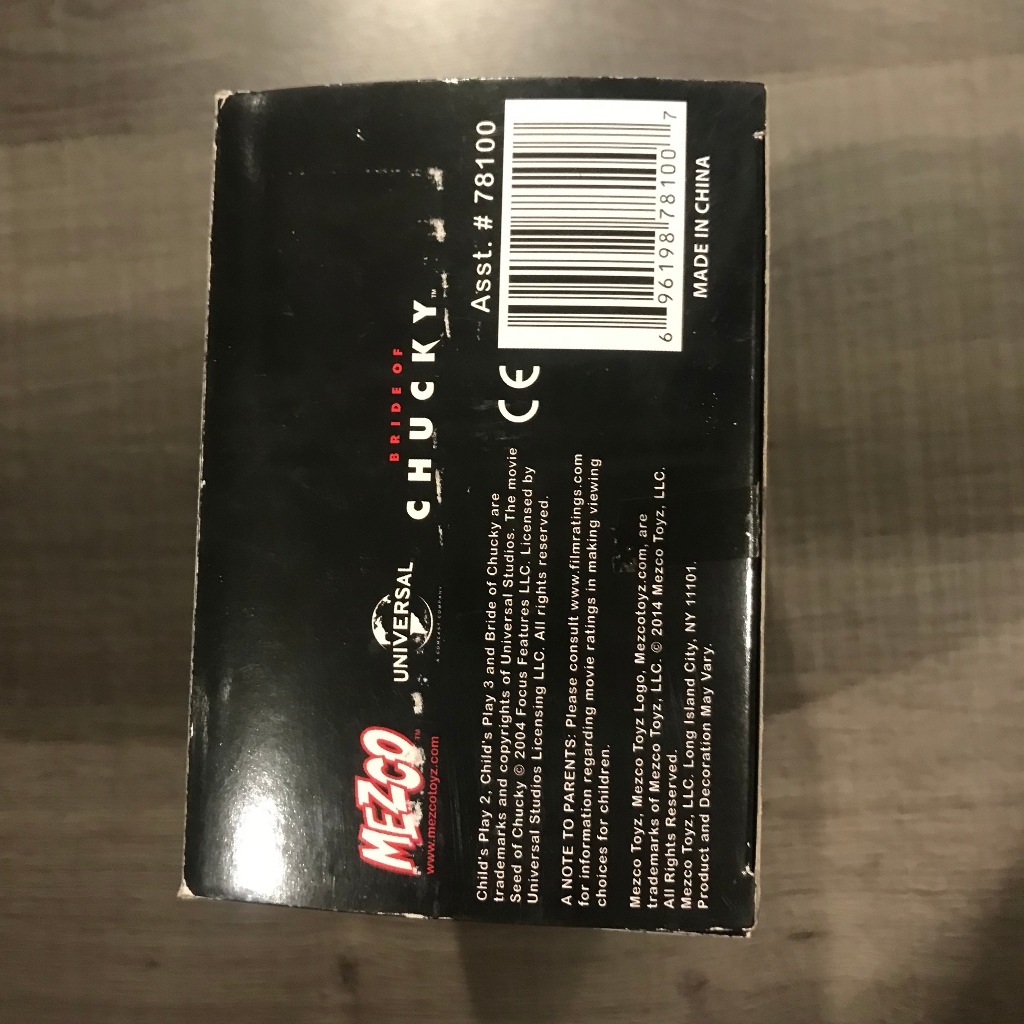 MEZCO™
www.mezcotoyz.com
UNIVERSAL
A COMCAST COMPANY
BRIDE OF
CHUCKY™
Child's Play 2, Child's Play 3 and Bride of Chucky are
trademarks and copyrights of Universal Studios. The movie
Seed of Chucky © 2004 Focus Features LLC. Licensed by
Universal Studios Licensing LLC. All rights reserved.
A NOTE TO PARENTS: Please consult www.filmratings.com
for information regarding movie ratings in making viewing
choices for children.
Mezco Toyz, Mezco Toyz Logo, Mezcotoyz.com, are
trademarks of Mezco Toyz, LLC. © 2014 Mezco Toyz, LLC.
All Rights Reserved.
Mezco Toyz, LLC. Long Island City, NY 11101.
Product and Decoration May Vary.
CE
Asst. # 78100
6 96198 78100 7
MADE IN CHINA